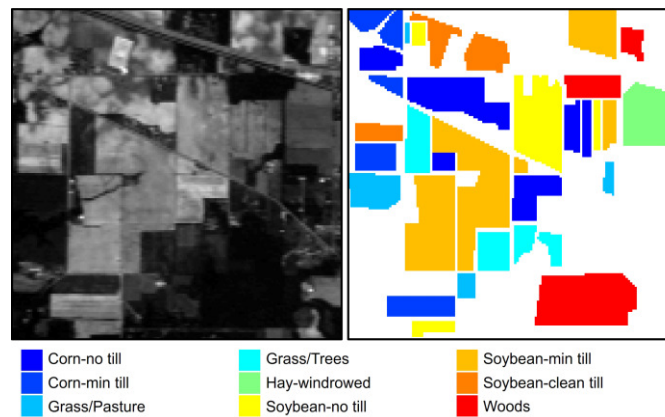 Corn-no till
Corn-min till
Grass/Pasture
Grass/Trees
Hay-windrowed
Soybean-no till
Soybean-min till
Soybean-clean till
Woods